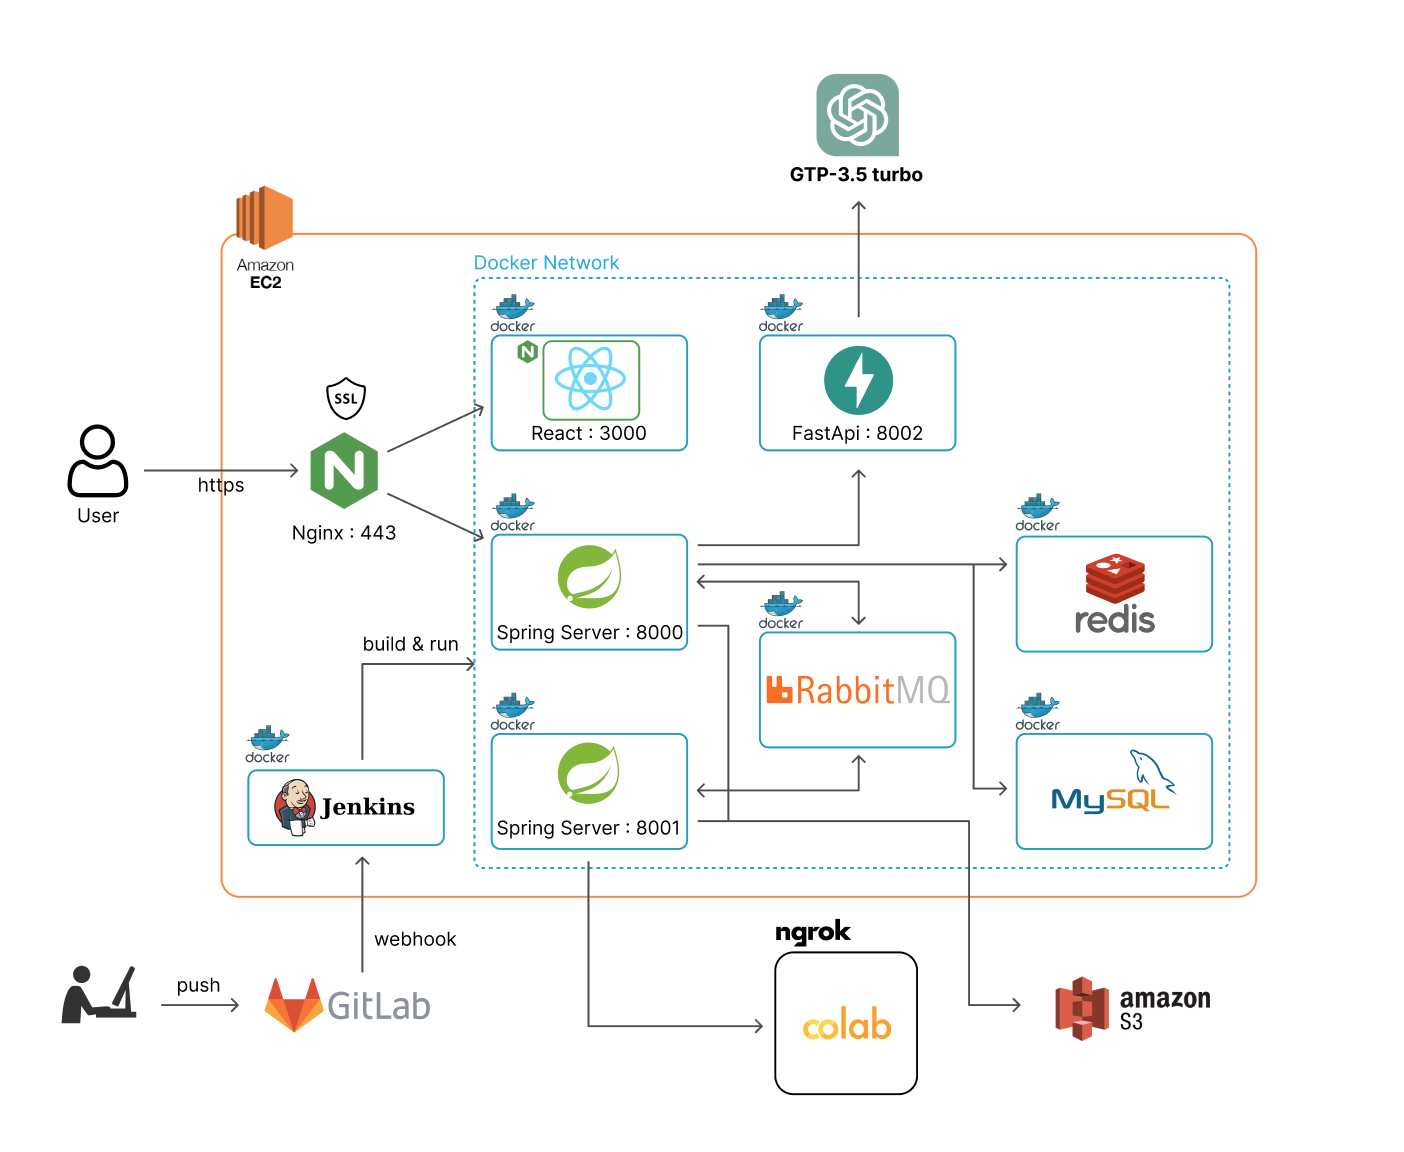 GTP-3.5 turbo
Amazon
EC2
Docker Network
docker
docker
SSL
React : 3000
FastApi : 8002
https
User
Nginx : 443
docker
docker
Spring Server : 8000
redis
docker
RabbitMQ
build & run
docker
docker
docker
Jenkins
MySQL
Spring Server : 8001
webhook
ngrok
push
GitLab
colab
amazon
S3